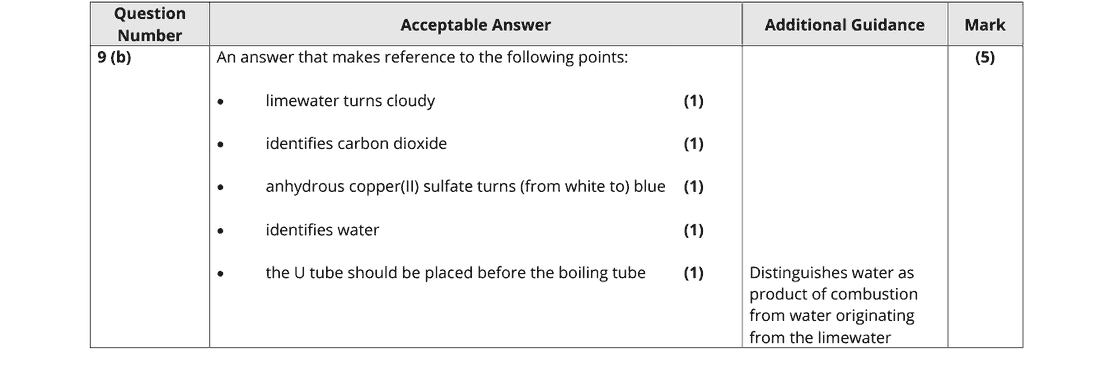 Question Number Acceptable Answer Additional Guidance Mark
9 (b) An answer that makes reference to the following points: (5)
• limewater turns cloudy (1)
• identifies carbon dioxide (1)
• anhydrous copper(II) sulfate turns (from white to) blue (1)
• identifies water (1)
• the U tube should be placed before the boiling tube (1) Distinguishes water as
product of combustion
from water originating
from the limewater